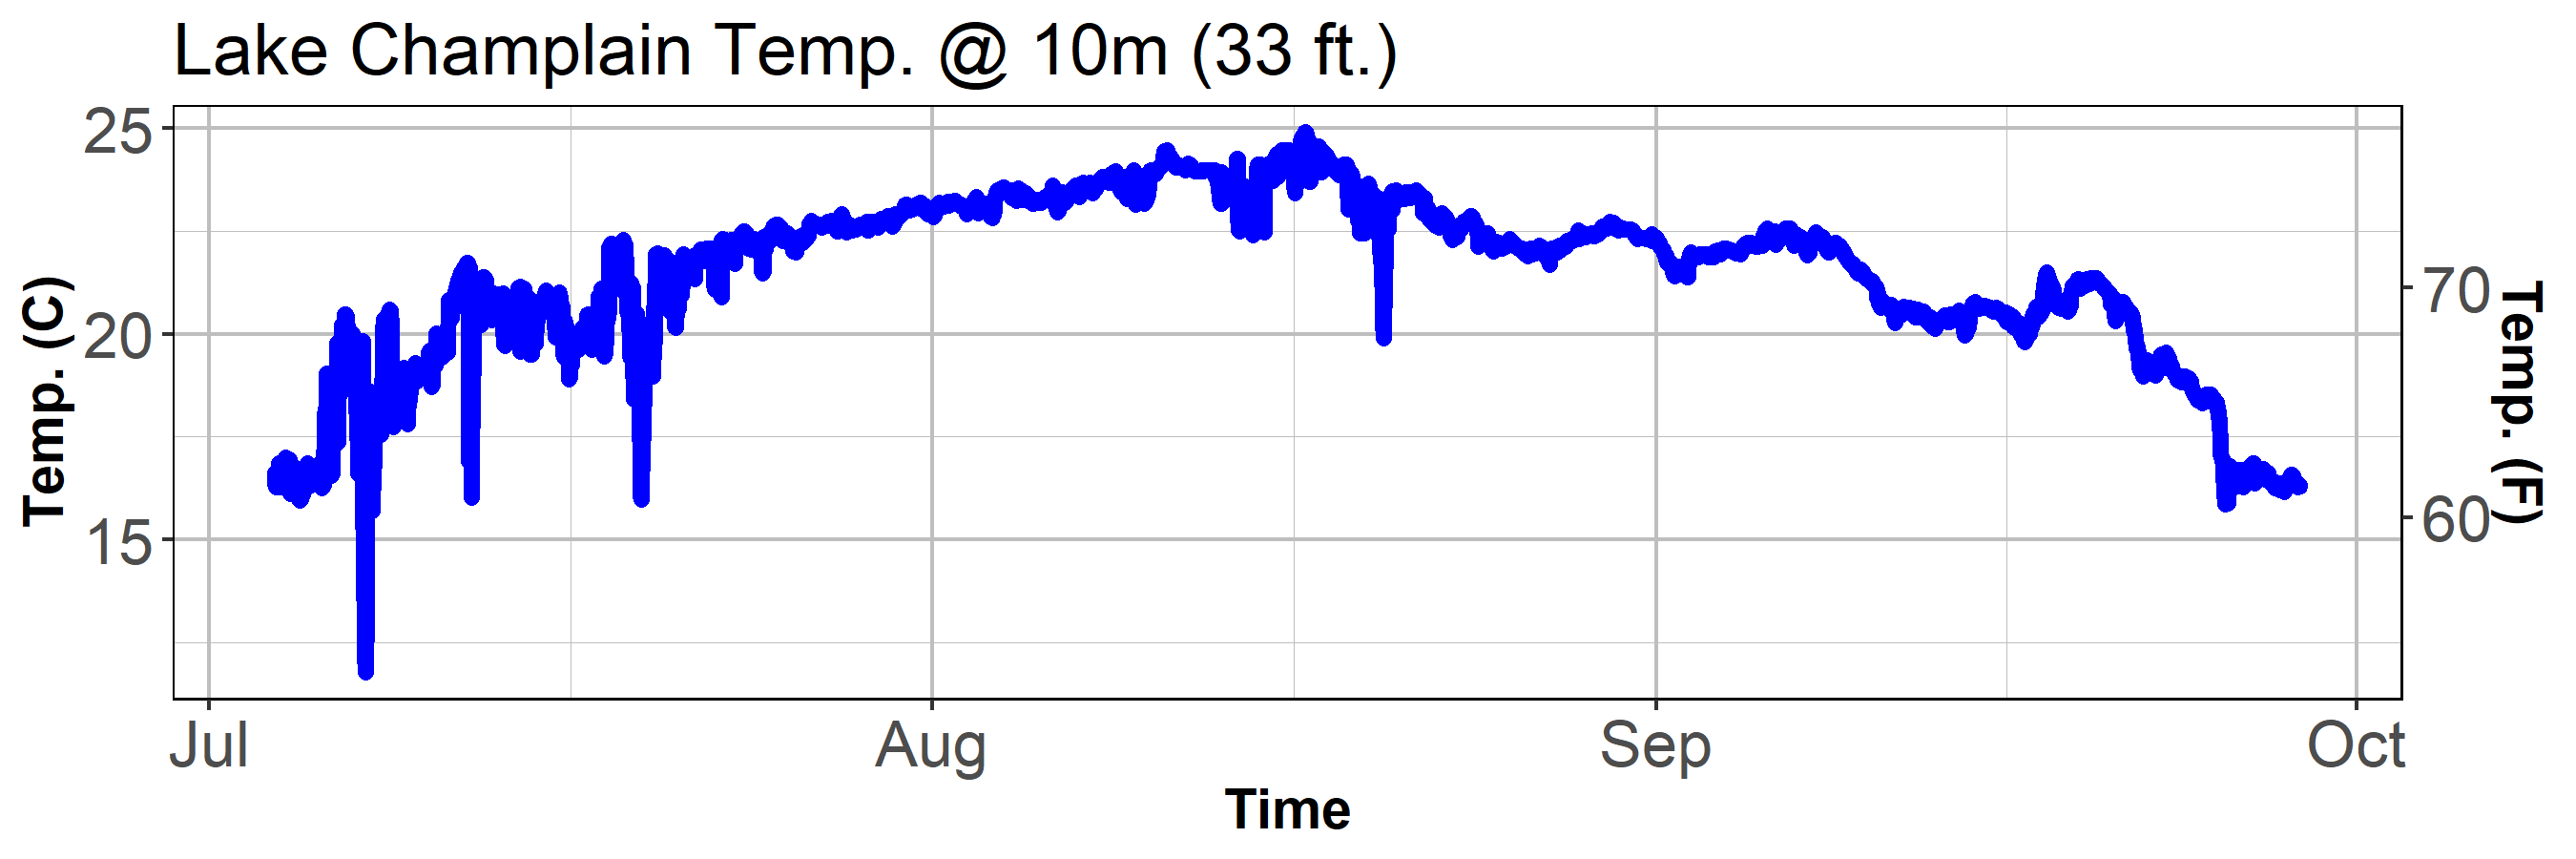 Lake Champlain Temp. @ 10m (33 ft.)
Temp. (C)
25
20
15
70
60
Temp. (F)
Jul Aug Sep Oct
Time